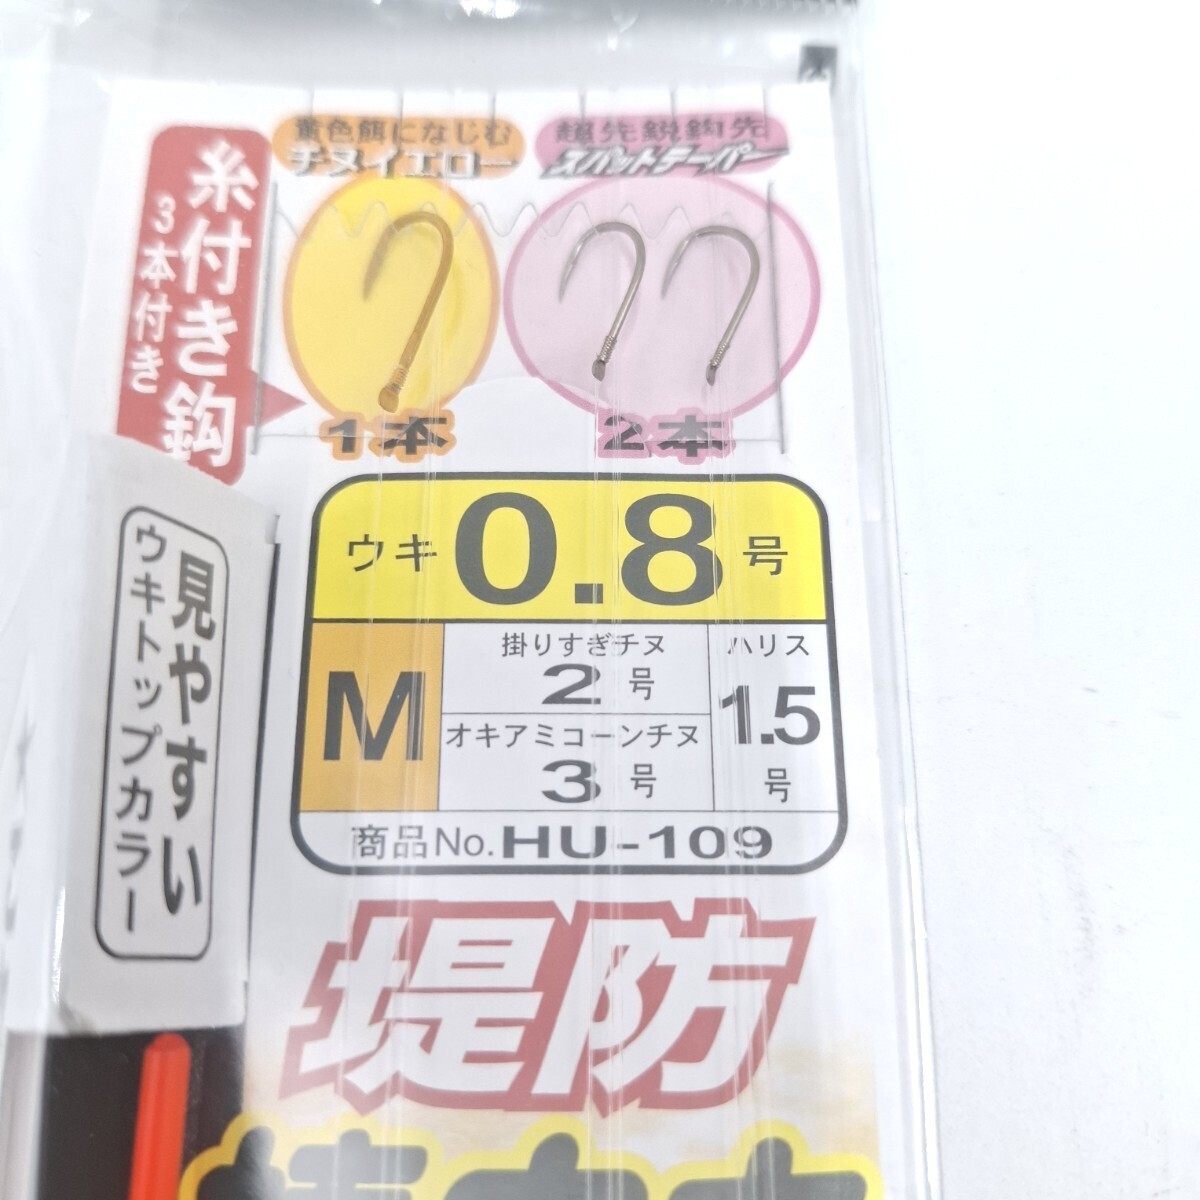 黄色餌になじむ
チヌイエロー
超先鋭鈎先
スパットテーパー
糸付き鈎
3本付き
1本
2本
ウキ0.8号
M
掛りすぎチヌ
2号
オキアミコーンチヌ
3号
ハリス
1.5
号
商品No.HU-109
見やすい
ウキトップカラー
堤防